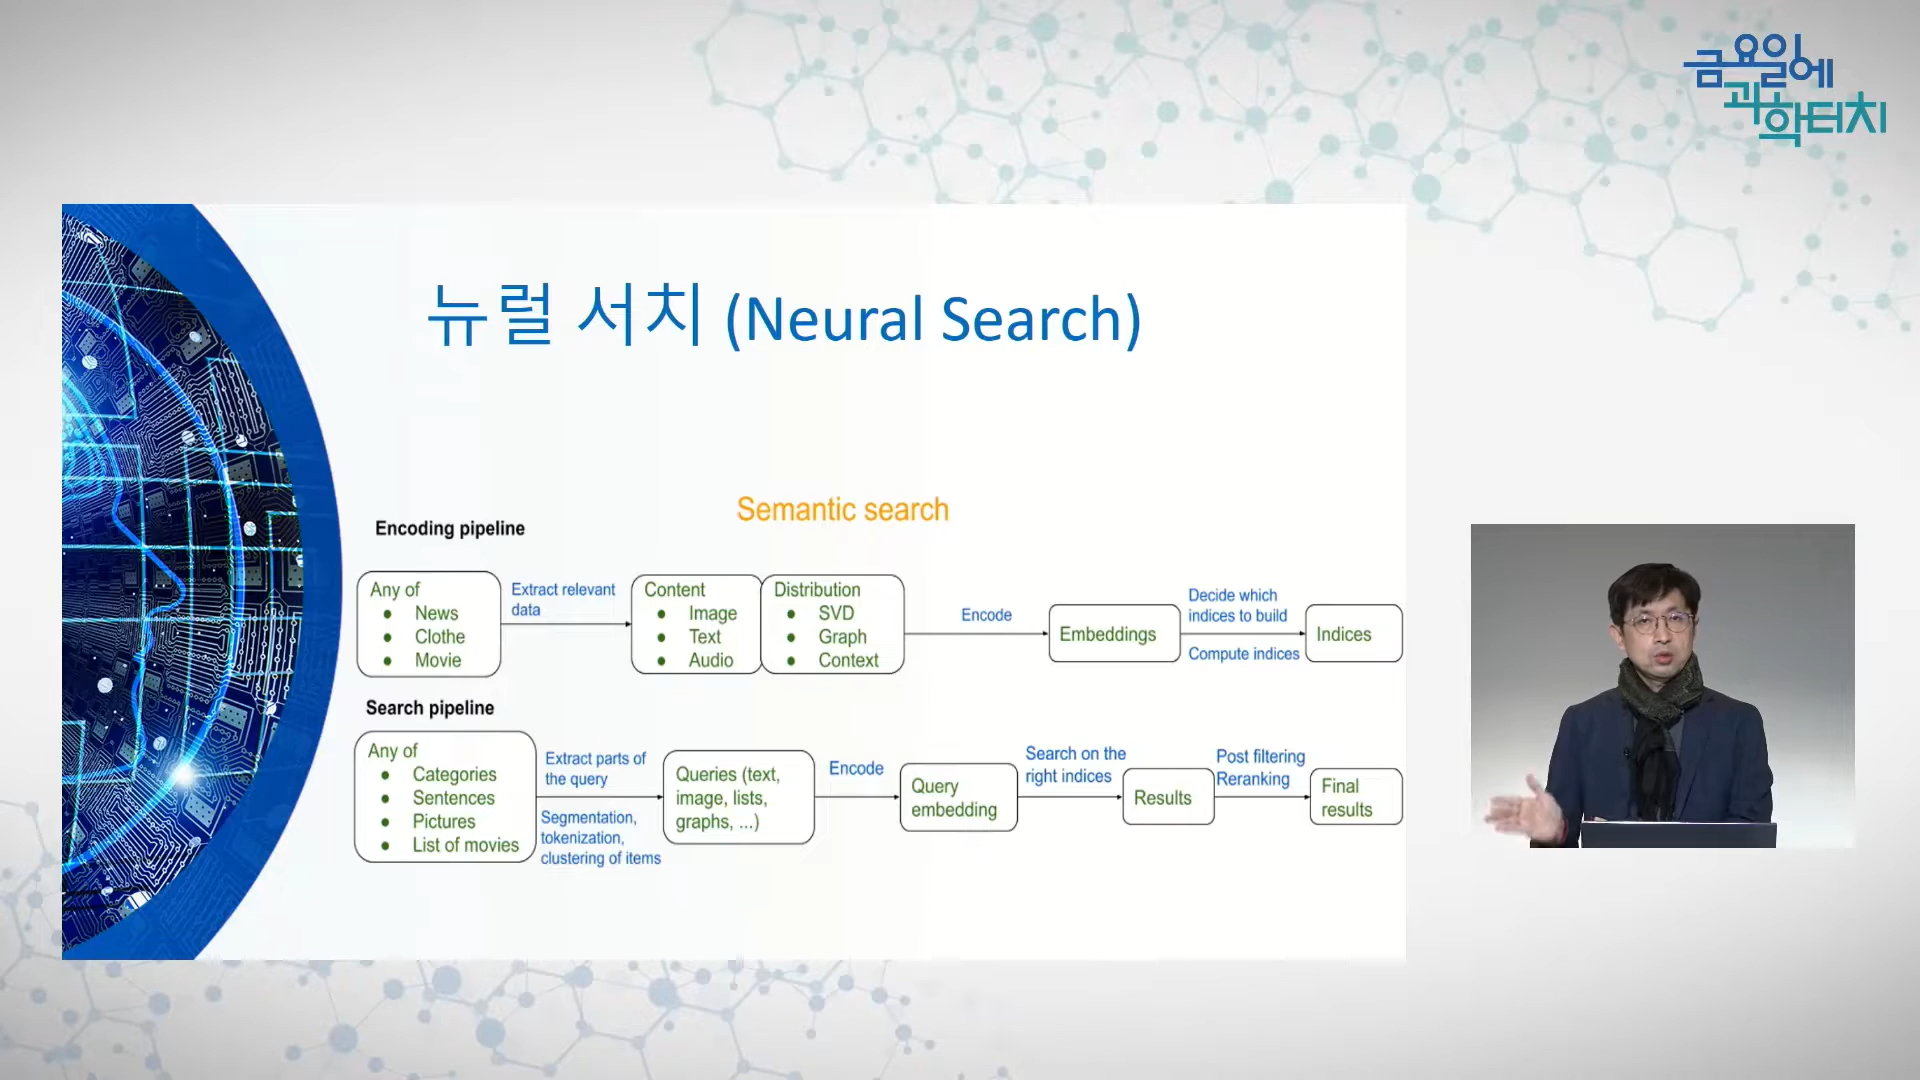 금요일에
과학터치
뉴럴 서치 (Neural Search)
Semantic search
Encoding pipeline
Any of
● News
● Clothe
● Movie
Extract relevant
data
Content
● Image
● Text
● Audio
Distribution
● SVD
● Graph
● Context
Encode
Embeddings
Decide which
indices to build
Compute indices
Indices
Search pipeline
Any of
● Categories
● Sentences
● Pictures
● List of movies
Extract parts of
the query
Segmentation,
tokenization,
clustering of items
Queries (text,
image, lists,
graphs, ...)
Encode
Query
embedding
Search on the
right indices
Results
Post filtering
Reranking
Final
results